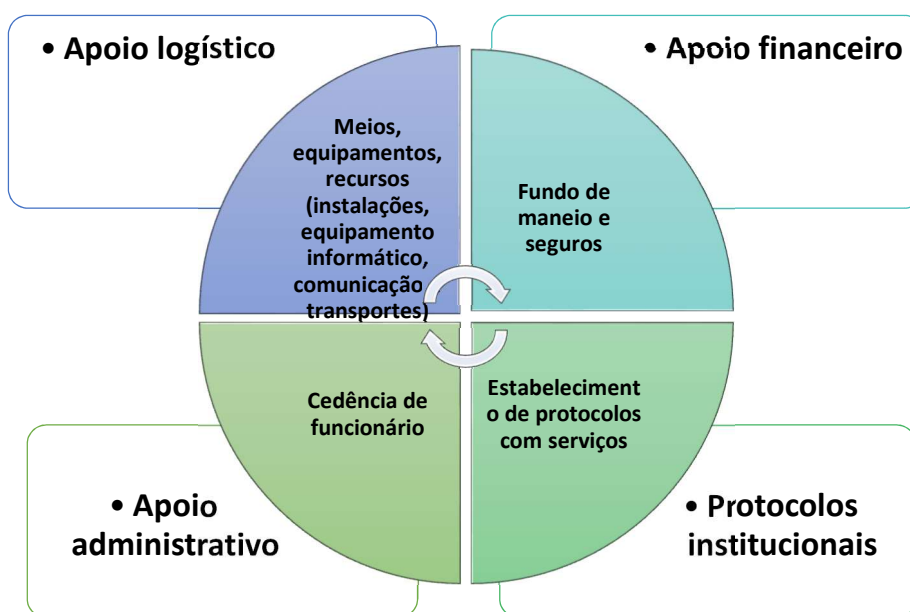 • Apoio logístico
• Apoio financeiro
Meios,
equipamentos,
recursos
(instalações,
equipamento
informático,
comunicação
transportes)
Fundo de
maneio e
seguros
Cedência de
funcionário
Estabeleciment
o de protocolos
com serviços
• Apoio
administrativo
• Protocolos
institucionais